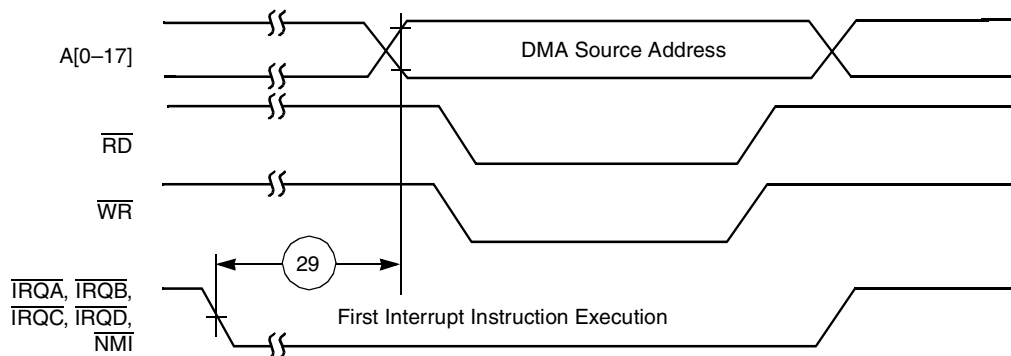 A[0–17]
DMA Source Address
RD
WR
29
IRQA, IRQB,
IRQC, IRQD,
NMI
First Interrupt Instruction Execution